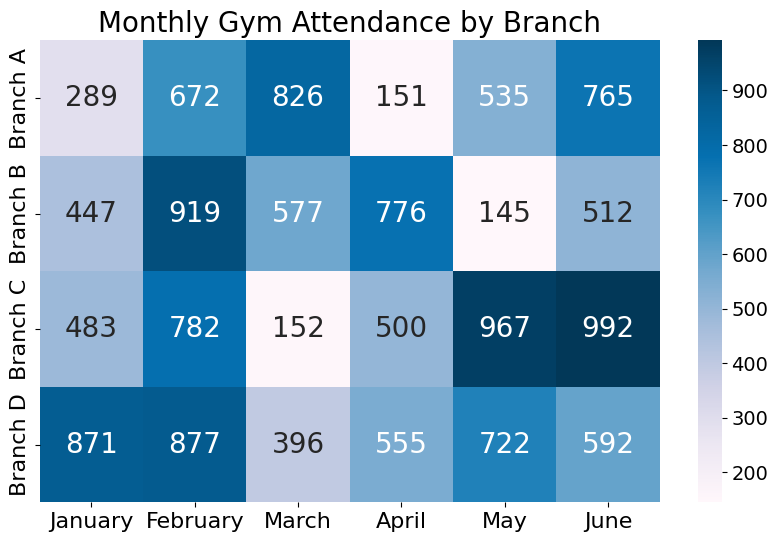 Monthly Gym Attendance by Branch
Branch A
289 672 826 151 535 765
Branch B
447 919 577 776 145 512
Branch C
483 782 152 500 967 992
Branch D
871 877 396 555 722 592
January February March April May June
900
800
700
600
500
400
300
200